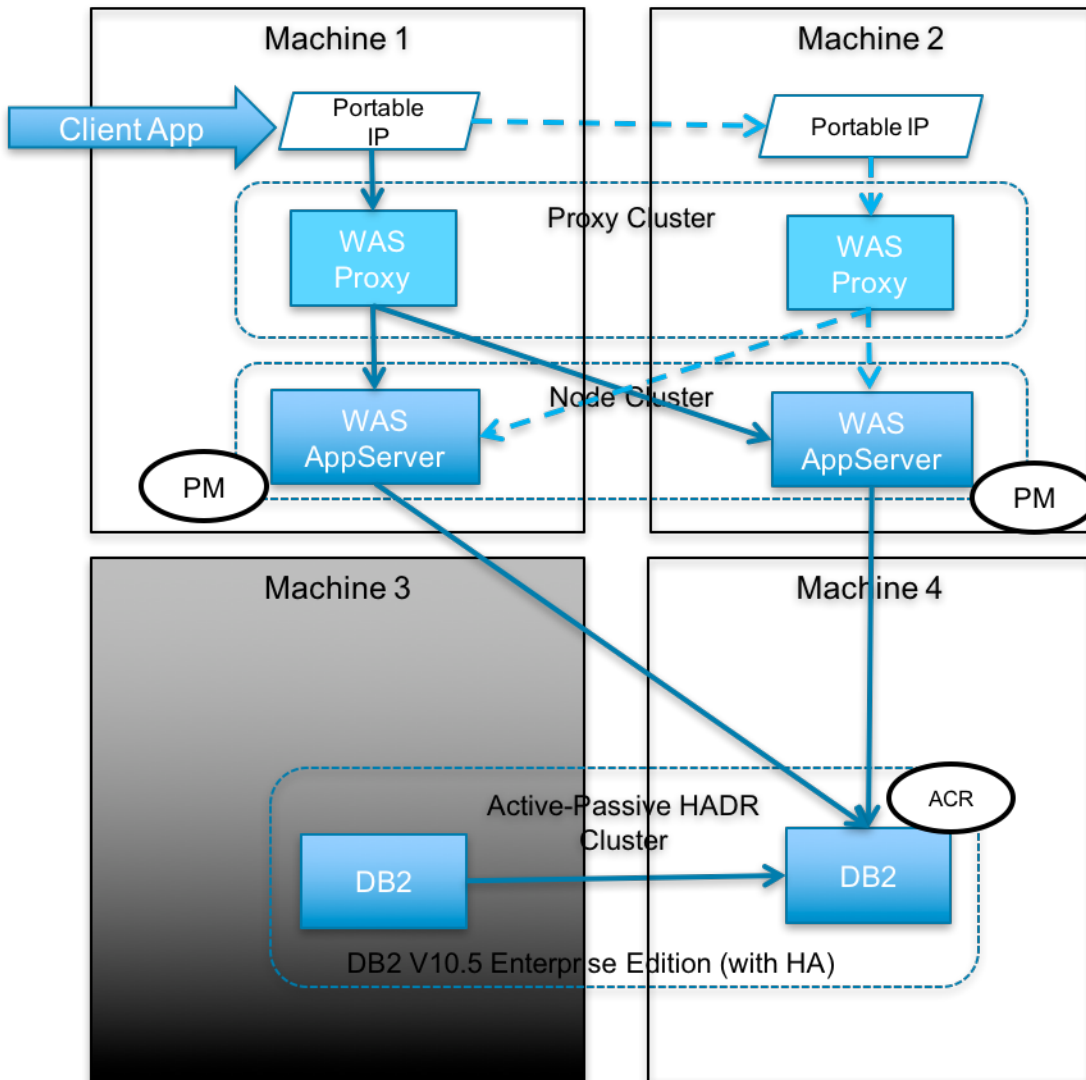 Machine 1
Machine 2
Client App
Portable
IP
Portable IP
Proxy Cluster
WAS
Proxy
WAS
Proxy
Node Cluster
WAS
AppServer
WAS
AppServer
PM
PM
Machine 3
Machine 4
Active-Passive HADR
Cluster
ACR
DB2
DB2
DB2 V10.5 Enterprise Edition (with HA)